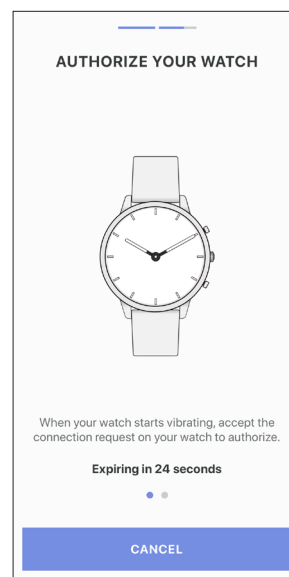 AUTHORIZE YOUR WATCH
When your watch starts vibrating, accept the
connection request on your watch to authorize.
Expiring in 24 seconds
CANCEL